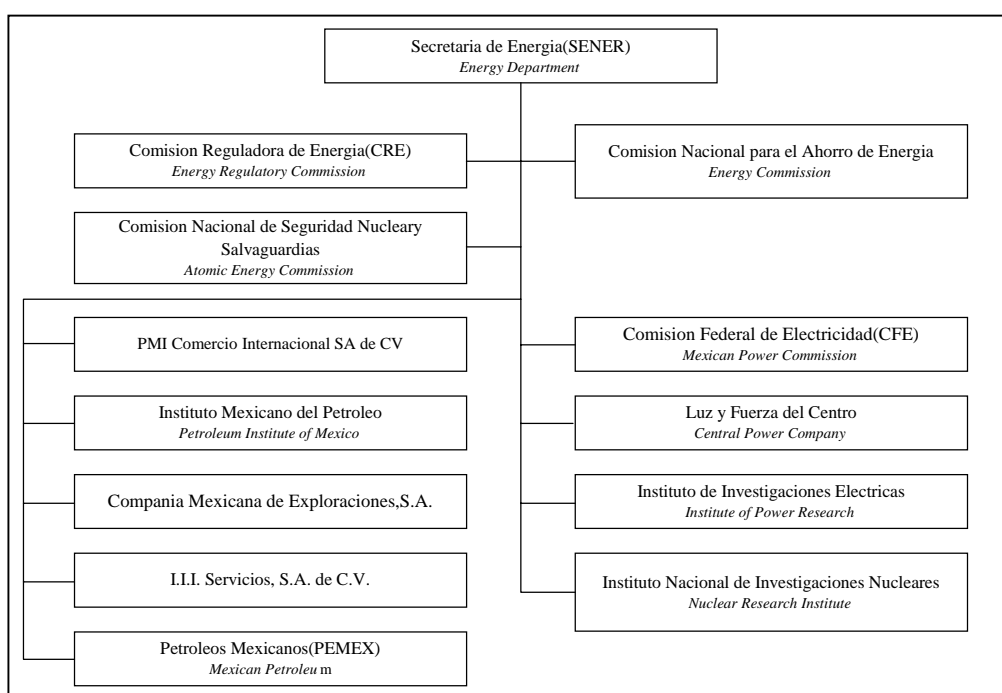 Secretaria de Energia(SENER)
Energy Department
Comision Reguladora de Energia(CRE)
Energy Regulatory Commission
Comision Nacional para el Ahorro de Energia
Energy Commission
Comision Nacional de Seguridad Nucleary
Salvaguardias
Atomic Energy Commission
PMI Comercio Internacional SA de CV
Comision Federal de Electricidad(CFE)
Mexican Power Commission
Instituto Mexicano del Petroleo
Petroleum Institute of Mexico
Luz y Fuerza del Centro
Central Power Company
Compania Mexicana de Exploraciones,S.A.
Instituto de Investigaciones Electricas
Institute of Power Research
I.I.I. Servicios, S.A. de C.V.
Instituto Nacional de Investigaciones Nucleares
Nuclear Research Institute
Petroleos Mexicanos(PEMEX)
Mexican Petroleu m